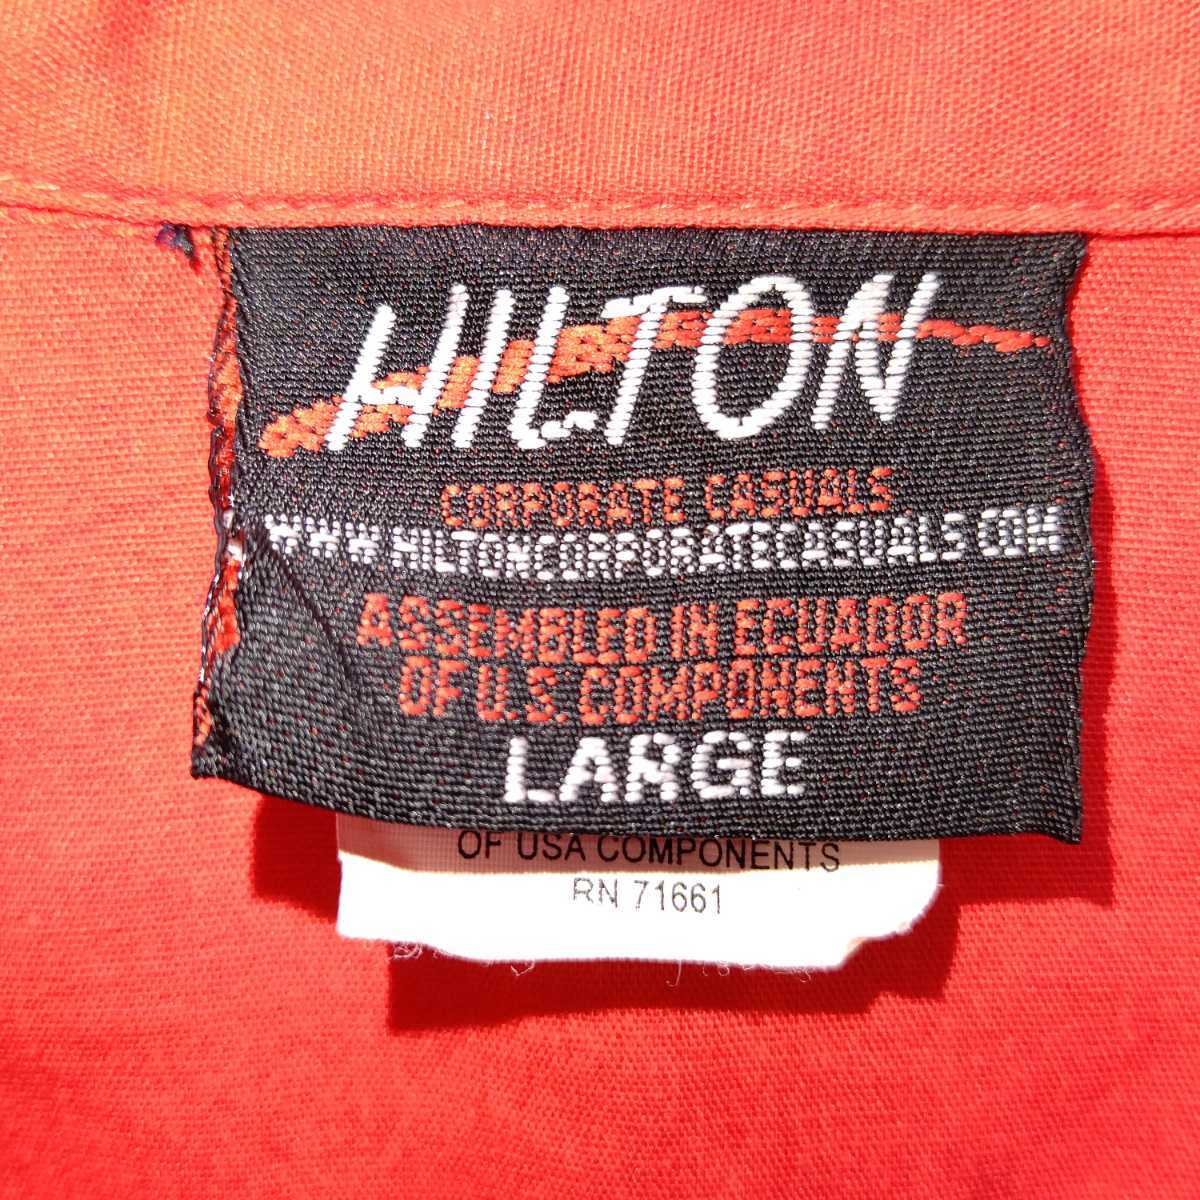 HILTON
CORPORATE CASUALS
WWW.HILTONCORPORATECASUALS.COM
ASSEMBLED IN ECUADOR
OF U.S. COMPONENTS
LARGE
OF USA COMPONENTS
RN 71661